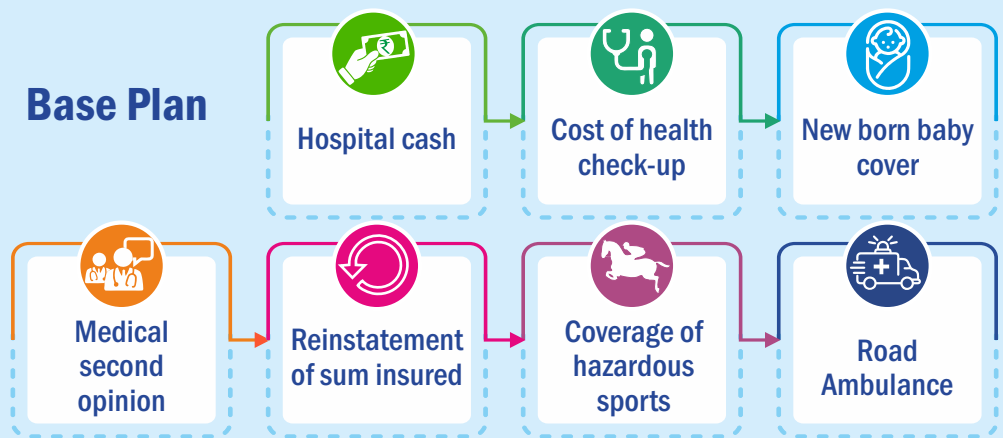 Base Plan
₹
Hospital cash
Cost of health
check-up
New born baby
cover
Medical
second
opinion
Reinstatement
of sum insured
Coverage of
hazardous
sports
Road
Ambulance